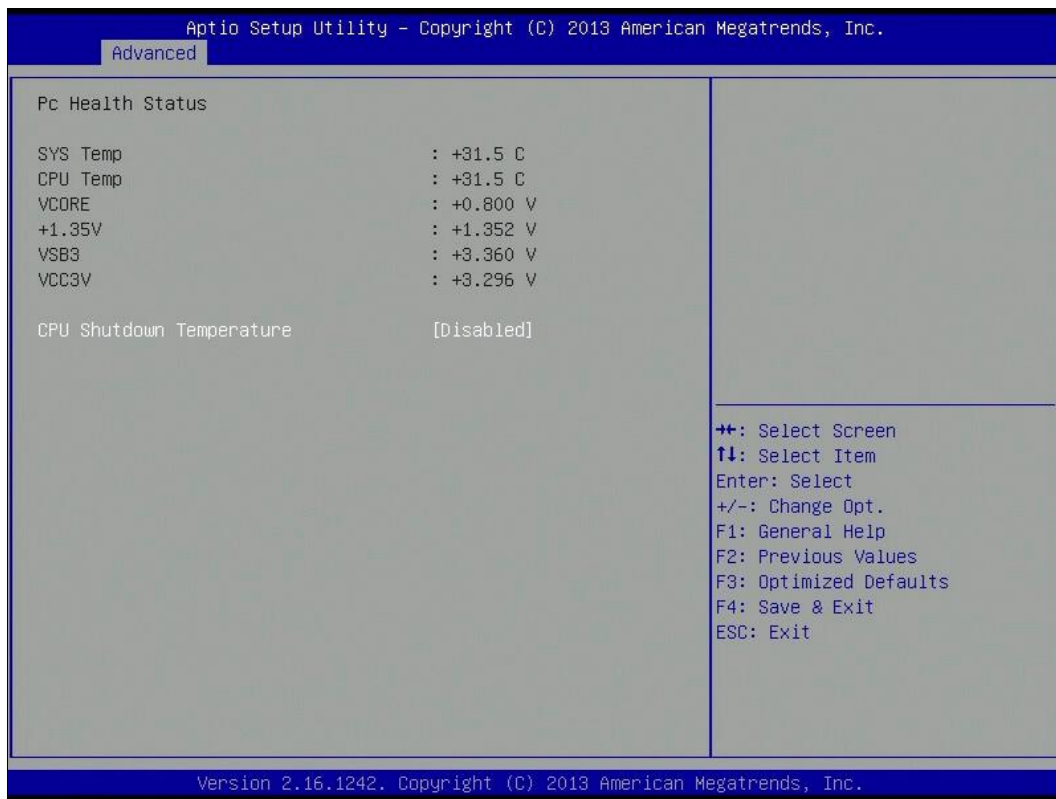 Aptio Setup Utility – Copyright (C) 2013 American Megatrends, Inc.
Advanced
Pc Health Status
SYS Temp : +31.5 C
CPU Temp : +31.5 C
VCORE : +0.800 V
+1.35V : +1.352 V
VSB3 : +3.360 V
VCC3V : +3.296 V
CPU Shutdown Temperature [Disabled]
→←: Select Screen
↑↓: Select Item
Enter: Select
+/-: Change Opt.
F1: General Help
F2: Previous Values
F3: Optimized Defaults
F4: Save & Exit
ESC: Exit
Version 2.16.1242. Copyright (C) 2013 American Megatrends, Inc.